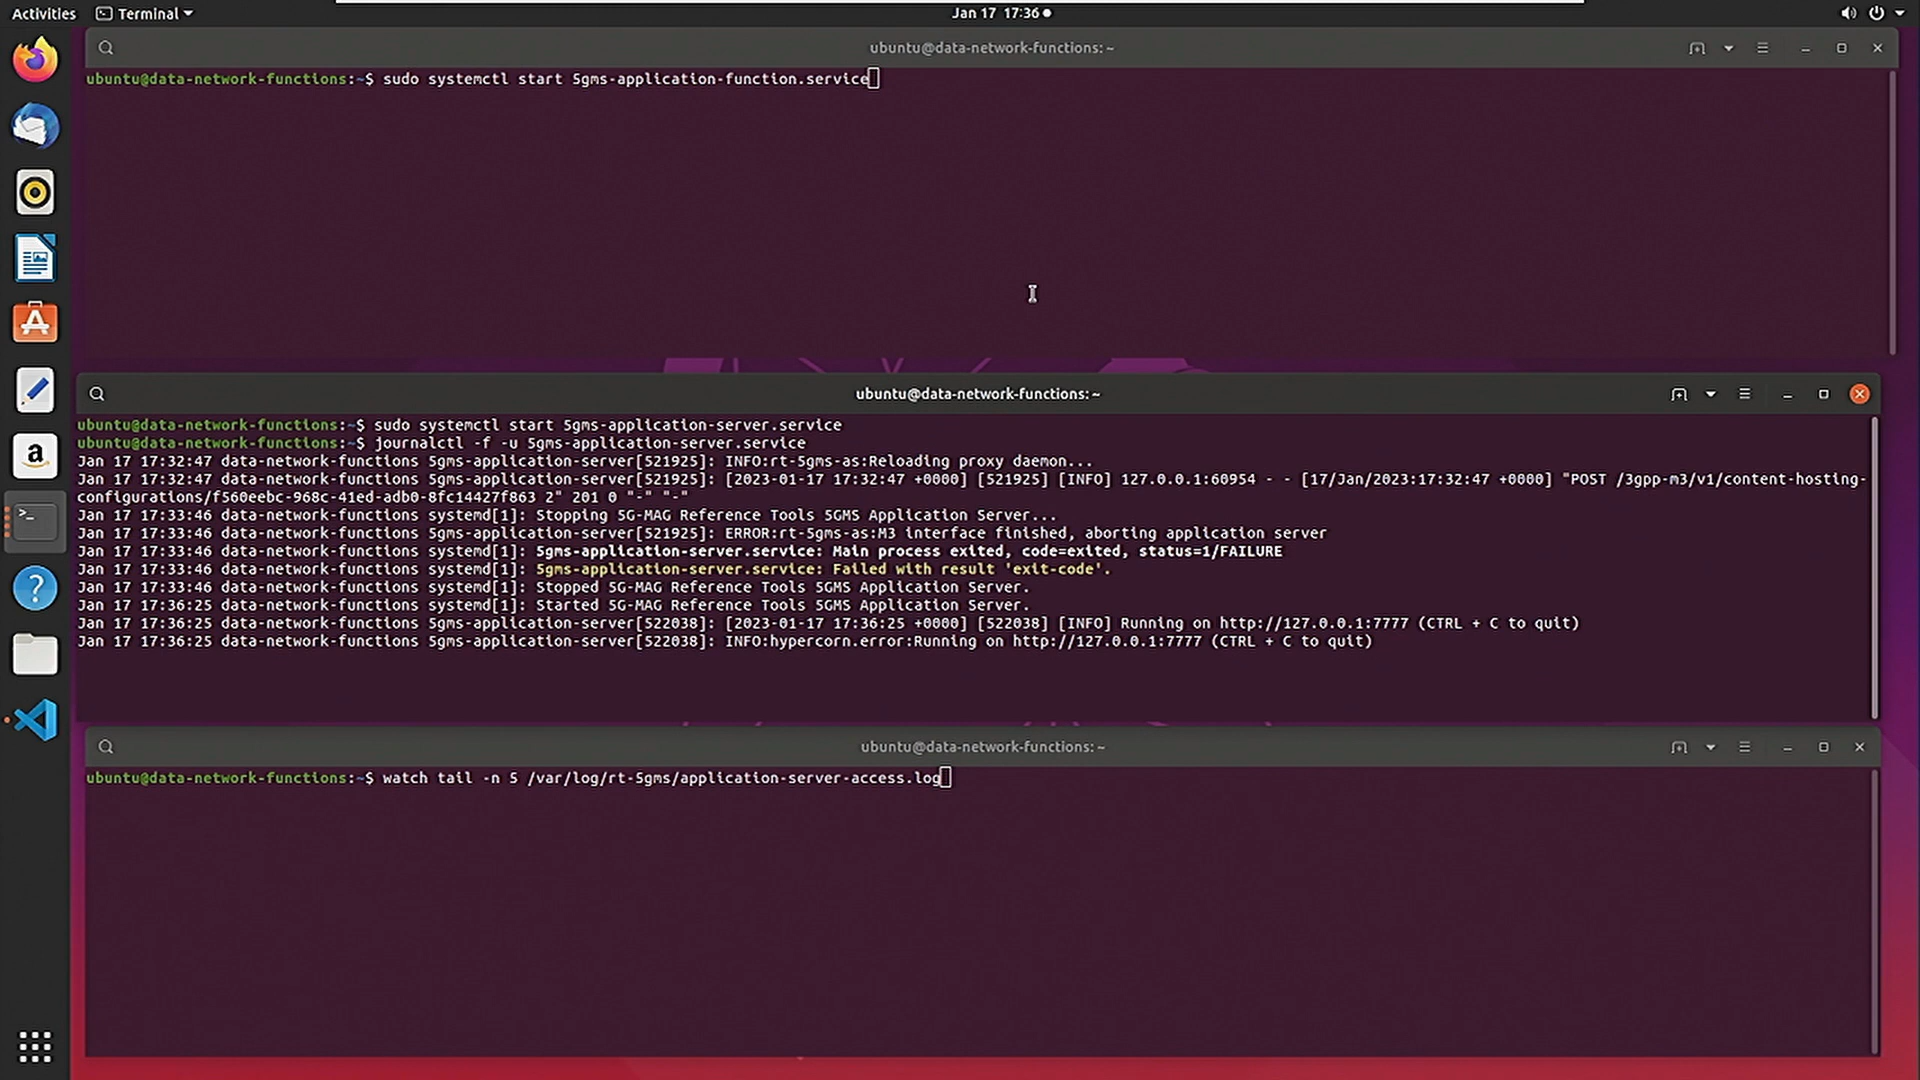 Activities Terminal Jan 17 17:36
ubuntu@data-network-functions: ~
ubuntu@data-network-functions:~$ sudo systemctl start 5gms-application-function.service
ubuntu@data-network-functions: ~
ubuntu@data-network-functions:~$ sudo systemctl start 5gms-application-server.service
ubuntu@data-network-functions:~$ journalctl -f -u 5gms-application-server.service
Jan 17 17:32:47 data-network-functions 5gms-application-server[521925]: INFO:rt-5gms-as:Reloading proxy daemon...
Jan 17 17:32:47 data-network-functions 5gms-application-server[521925]: [2023-01-17 17:32:47 +0000] [521925] [INFO] 127.0.0.1:60954 - - [17/Jan/2023:17:32:47 +0000] "POST /3gpp-m3/v1/content-hosting-
configurations/f560eebc-968c-41ed-adb0-8fc14427f863 2" 201 0 "-" "-"
Jan 17 17:33:46 data-network-functions systemd[1]: Stopping 5G-MAG Reference Tools 5GMS Application Server...
Jan 17 17:33:46 data-network-functions 5gms-application-server[521925]: ERROR:rt-5gms-as:M3 interface finished, aborting application server
Jan 17 17:33:46 data-network-functions systemd[1]: 5gms-application-server.service: Main process exited, code=exited, status=1/FAILURE
Jan 17 17:33:46 data-network-functions systemd[1]: 5gms-application-server.service: Failed with result 'exit-code'.
Jan 17 17:33:46 data-network-functions systemd[1]: Stopped 5G-MAG Reference Tools 5GMS Application Server.
Jan 17 17:36:25 data-network-functions systemd[1]: Started 5G-MAG Reference Tools 5GMS Application Server.
Jan 17 17:36:25 data-network-functions 5gms-application-server[522038]: [2023-01-17 17:36:25 +0000] [522038] [INFO] Running on http://127.0.0.1:7777 (CTRL + C to quit)
Jan 17 17:36:25 data-network-functions 5gms-application-server[522038]: INFO:hypercorn.error:Running on http://127.0.0.1:7777 (CTRL + C to quit)
ubuntu@data-network-functions: ~
ubuntu@data-network-functions:~$ watch tail -n 5 /var/log/rt-5gms/application-server-access.log